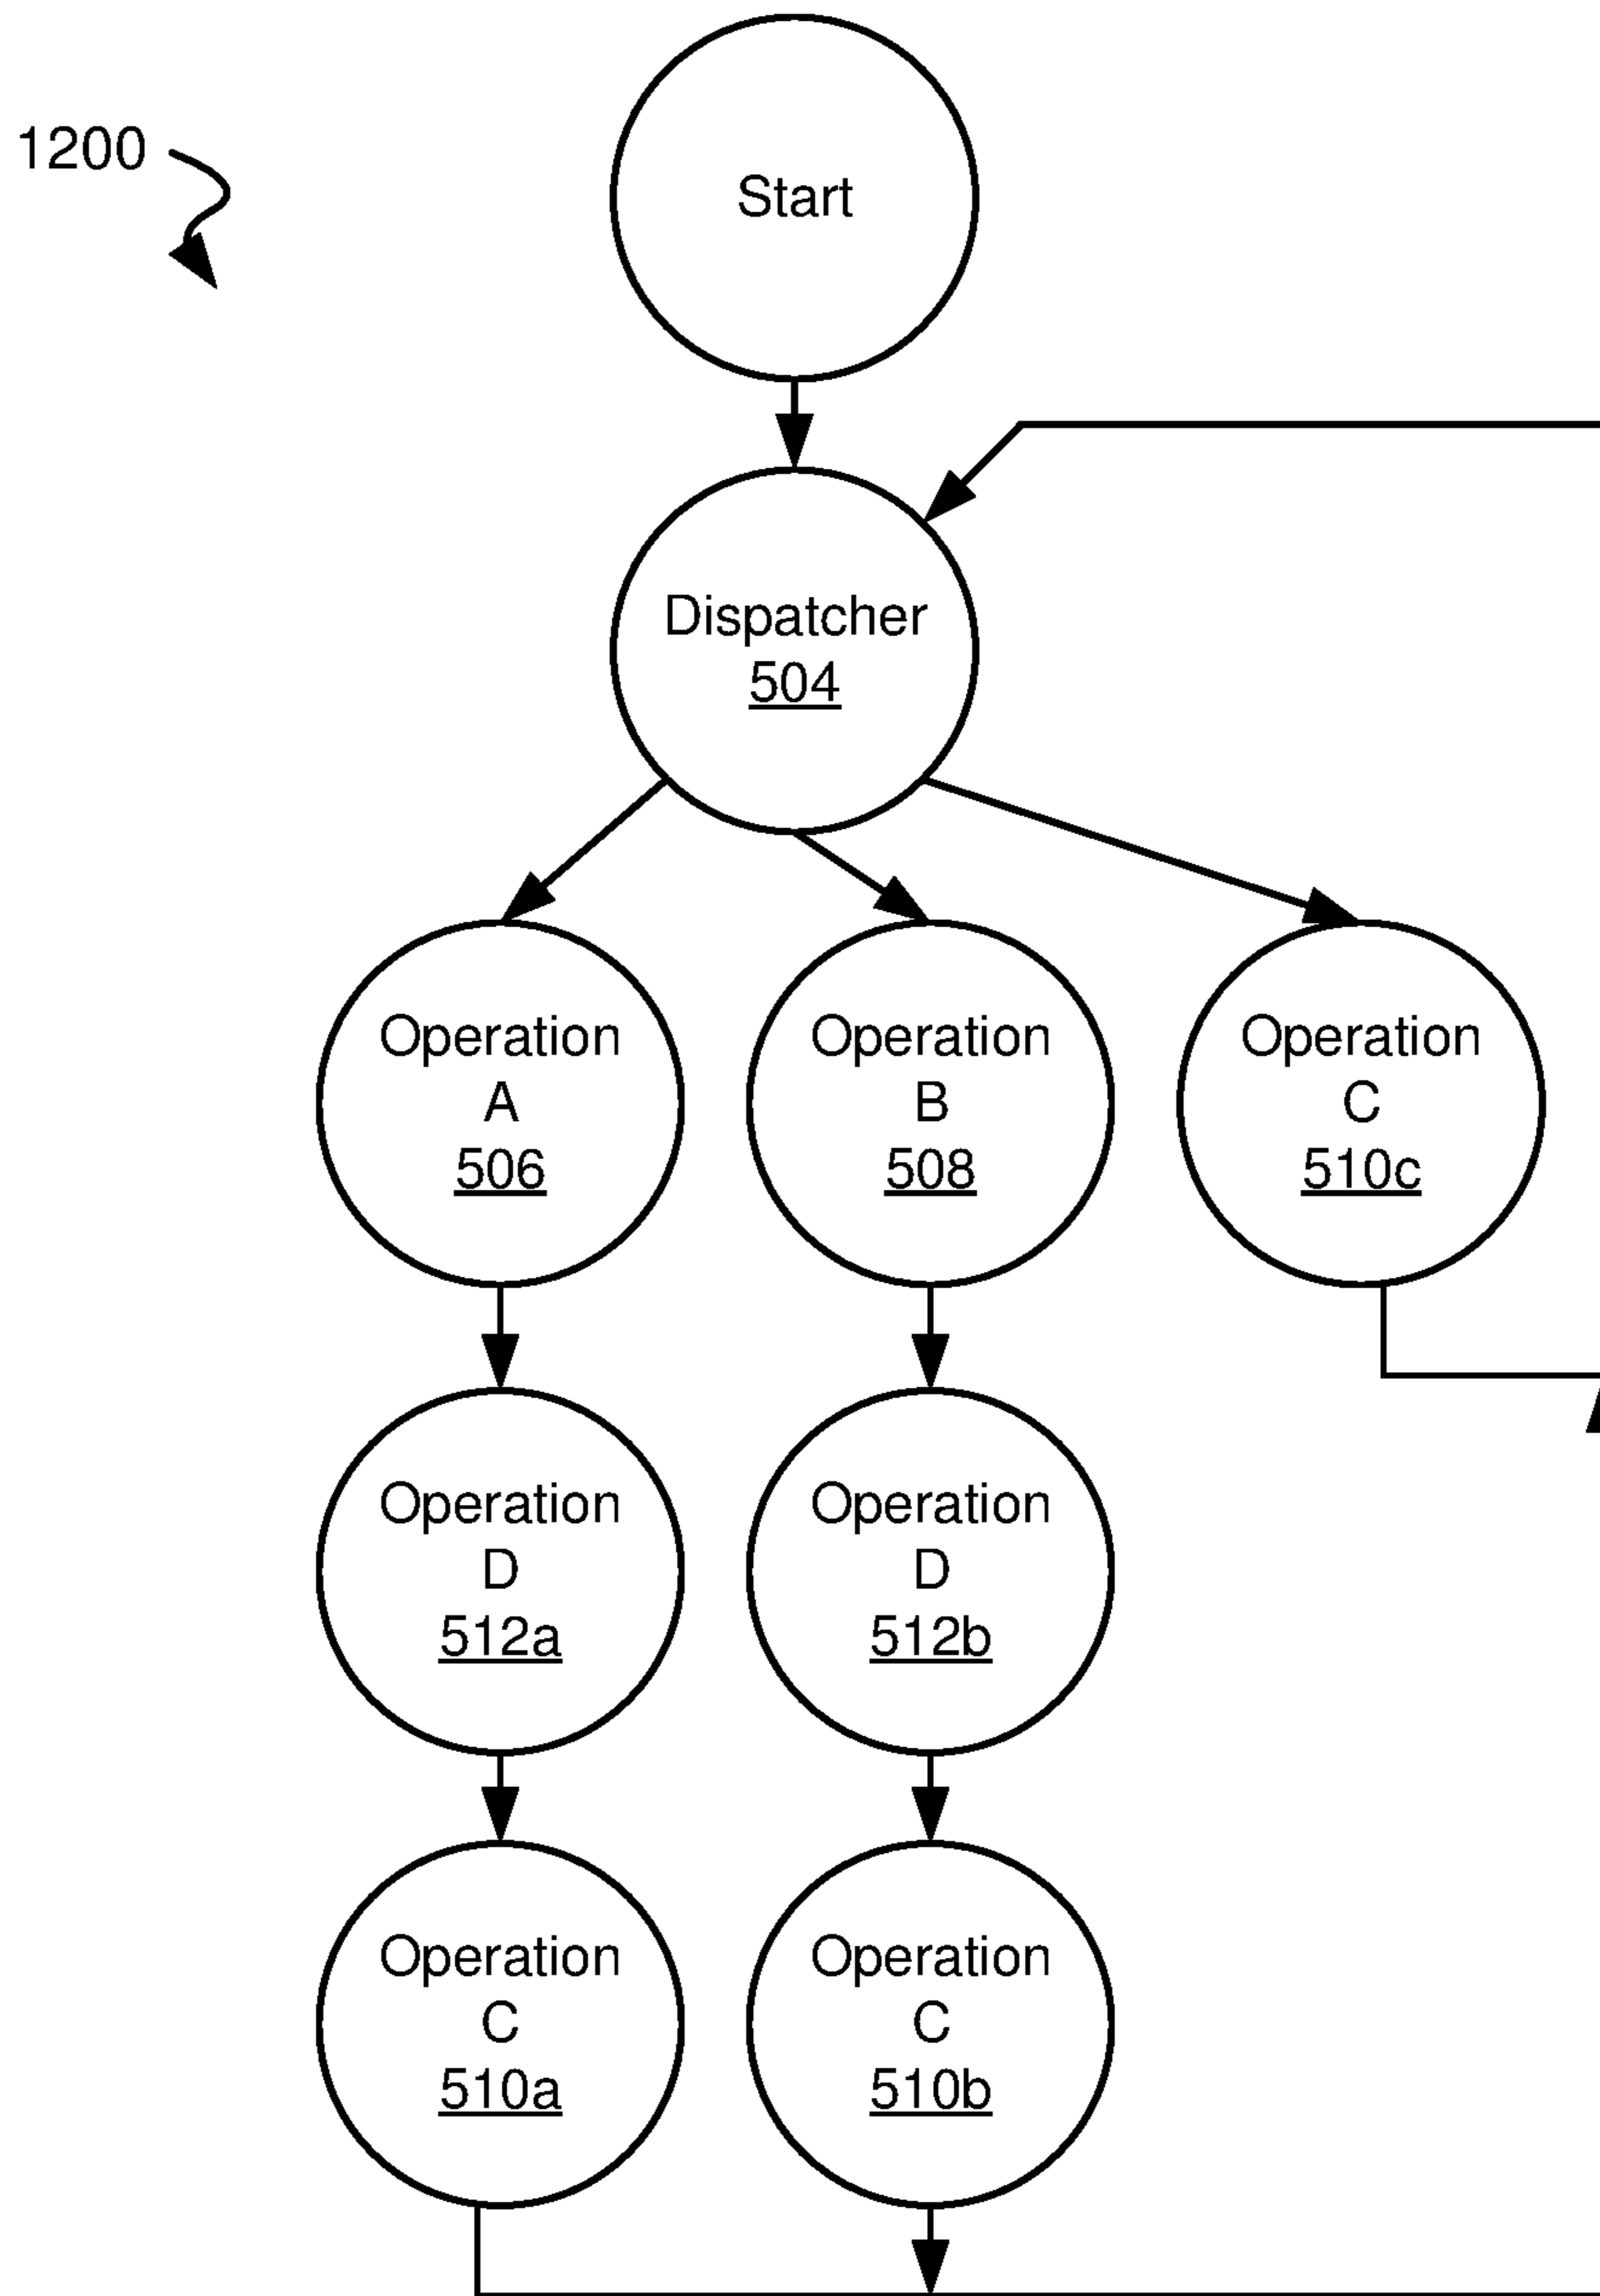 1200
Start
Dispatcher
504
Operation
A
506
Operation
B
508
Operation
C
510c
Operation
D
512a
Operation
D
512b
Operation
C
510a
Operation
C
510b